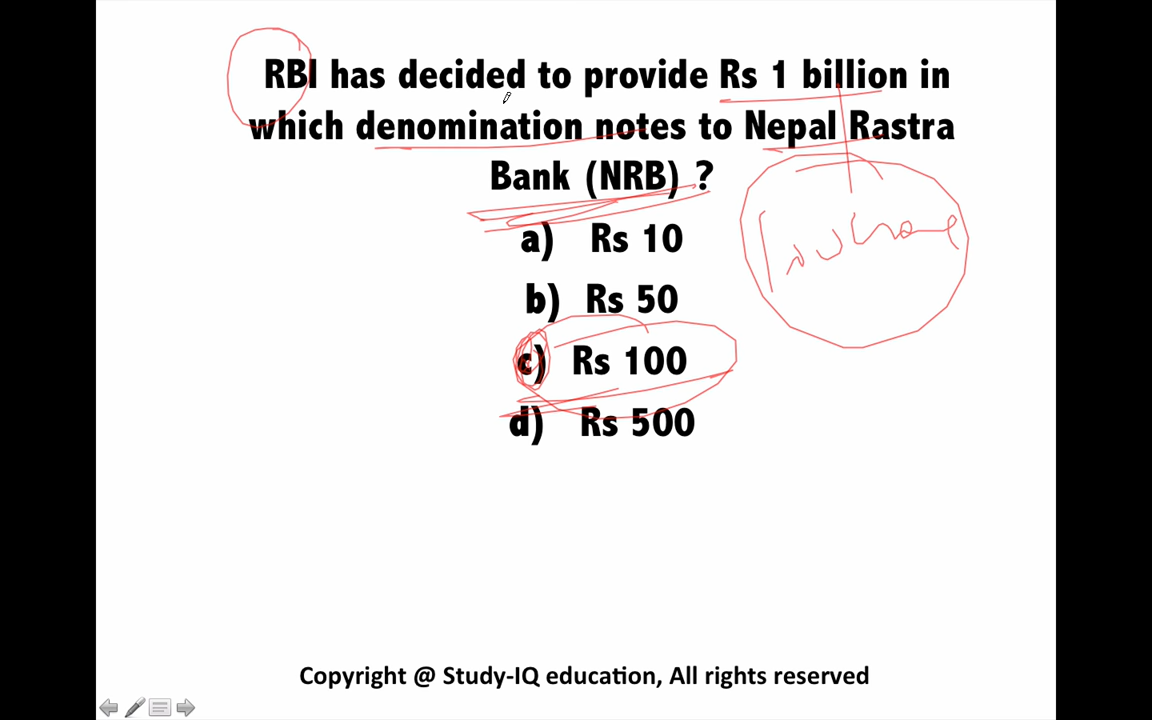 RBI has decided to provide Rs 1 billion in
which denomination notes to Nepal Rastra
Bank (NRB) ?
a) Rs 10
b) Rs 50
c) Rs 100
d) Rs 500
Copyright @ Study-IQ education, All rights reserved